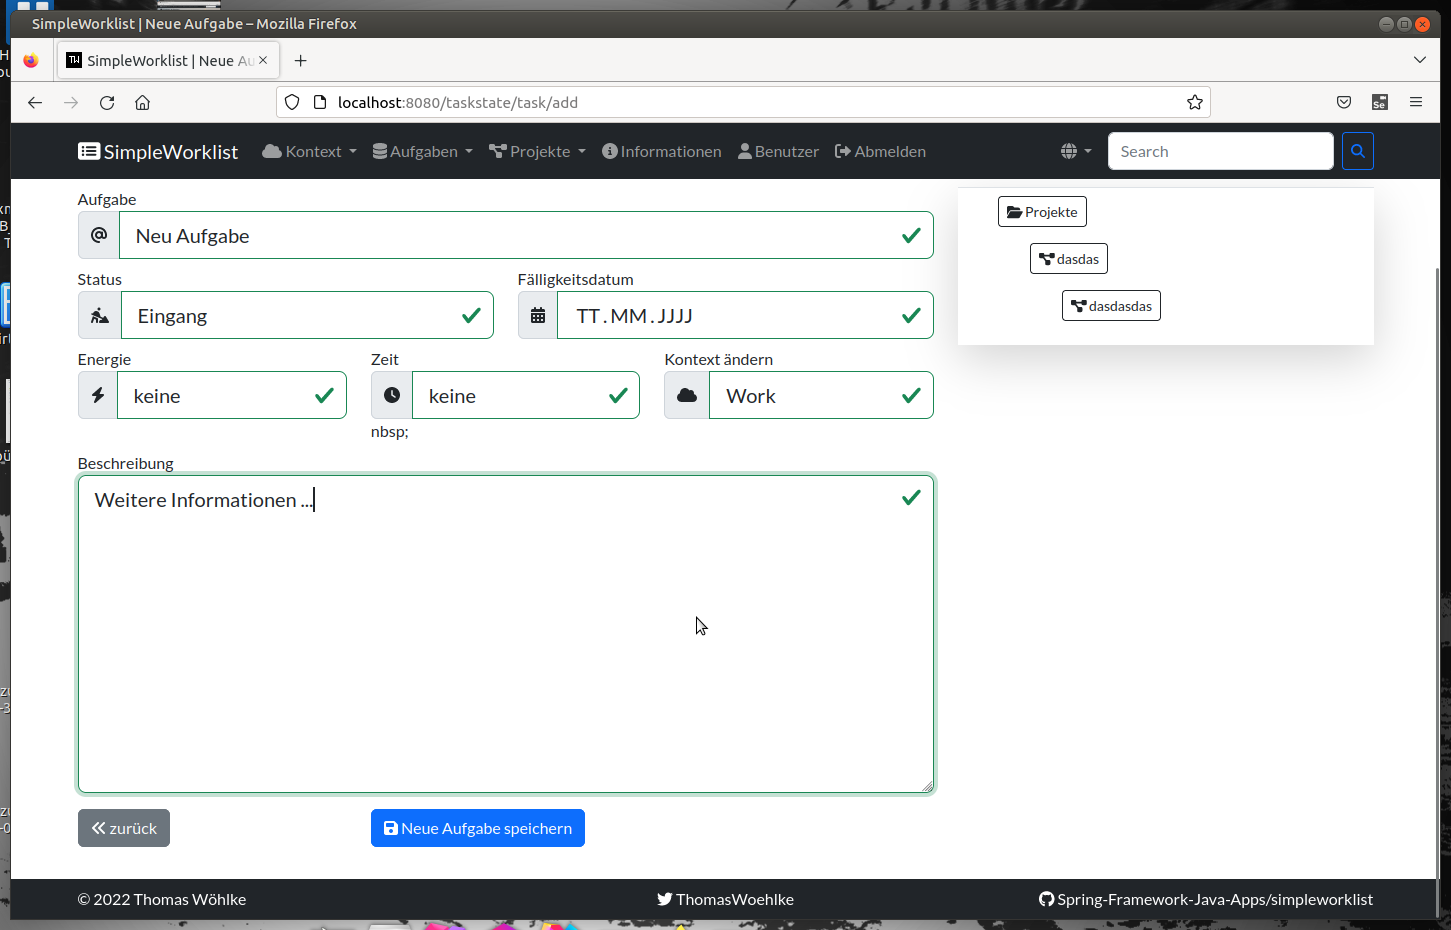 SimpleWorklist | Neue Aufgabe – Mozilla Firefox
SimpleWorklist | Neue Au
localhost:8080/taskstate/task/add
Se
SimpleWorklist Kontext Aufgaben Projekte Informationen Benutzer Abmelden Search
Aufgabe
@ Neu Aufgabe
Projekte
dasdas
dasdasdas
Status Fälligkeitsdatum
Eingang TT.MM.JJJJ
Energie Zeit Kontext ändern
keine keine Work
nbsp;
Beschreibung
Weitere Informationen ...
zurück Neue Aufgabe speichern
© 2022 Thomas Wöhlke ThomasWoehlke Spring-Framework-Java-Apps/simpleworklist